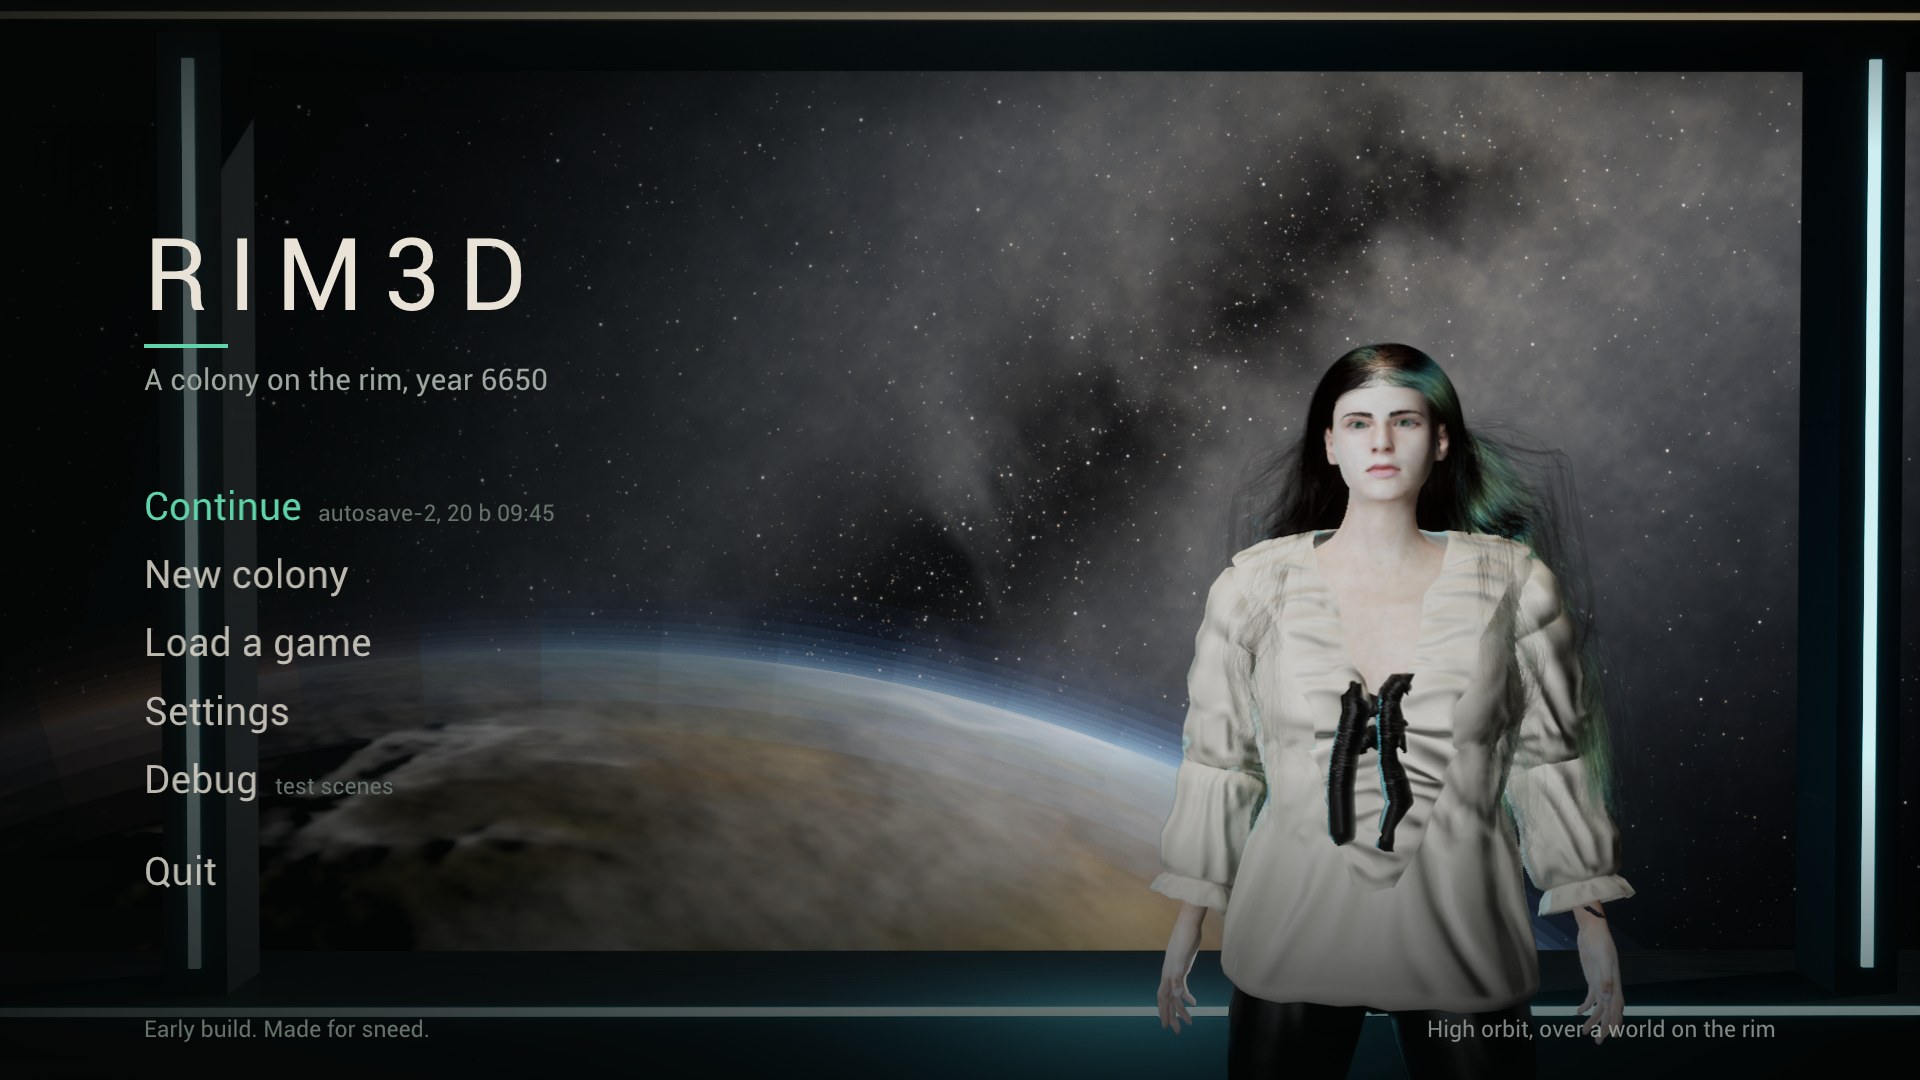 RIM3D
A colony on the rim, year 6650
Continue autosave-2, 20 b 09:45
New colony
Load a game
Settings
Debug test scenes
Quit
Early build. Made for sneed.
High orbit, over a world on the rim